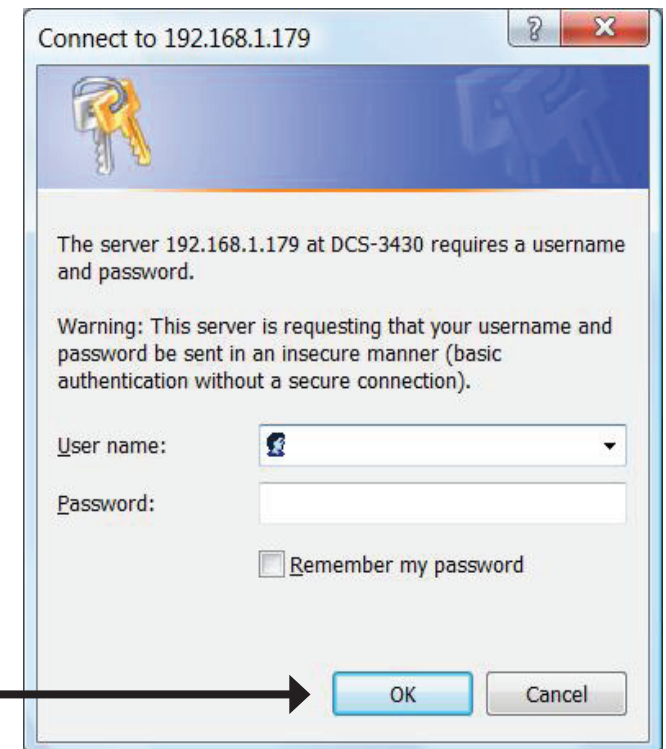 Connect to 192.168.1.179
The server 192.168.1.179 at DCS-3430 requires a username
and password.
Warning: This server is requesting that your username and
password be sent in an insecure manner (basic
authentication without a secure connection).
User name:
Password:
Remember my password
OK Cancel